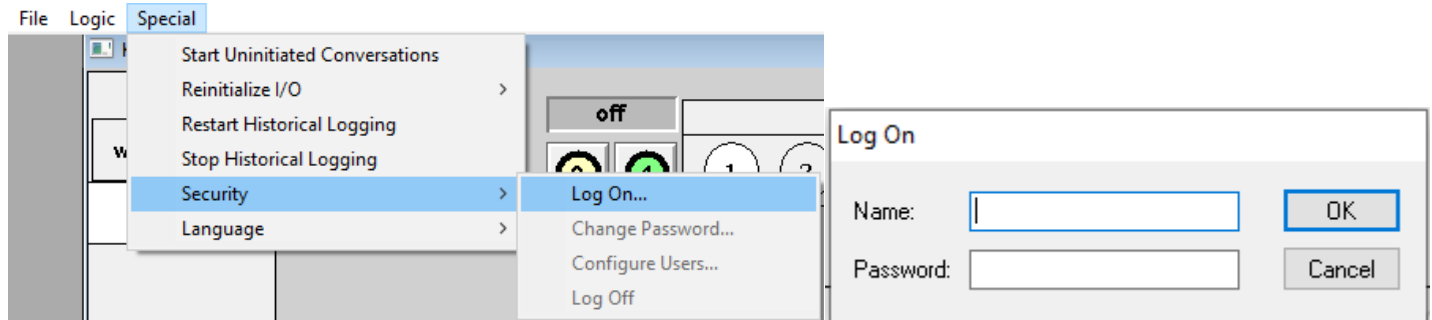 File Logic Special
Start Uninitiated Conversations
Reinitialize I/O >
Restart Historical Logging
Stop Historical Logging
Security >
Language >
off
1
Log On...
Change Password...
Configure Users...
Log Off
Log On
Name: OK
Password: Cancel